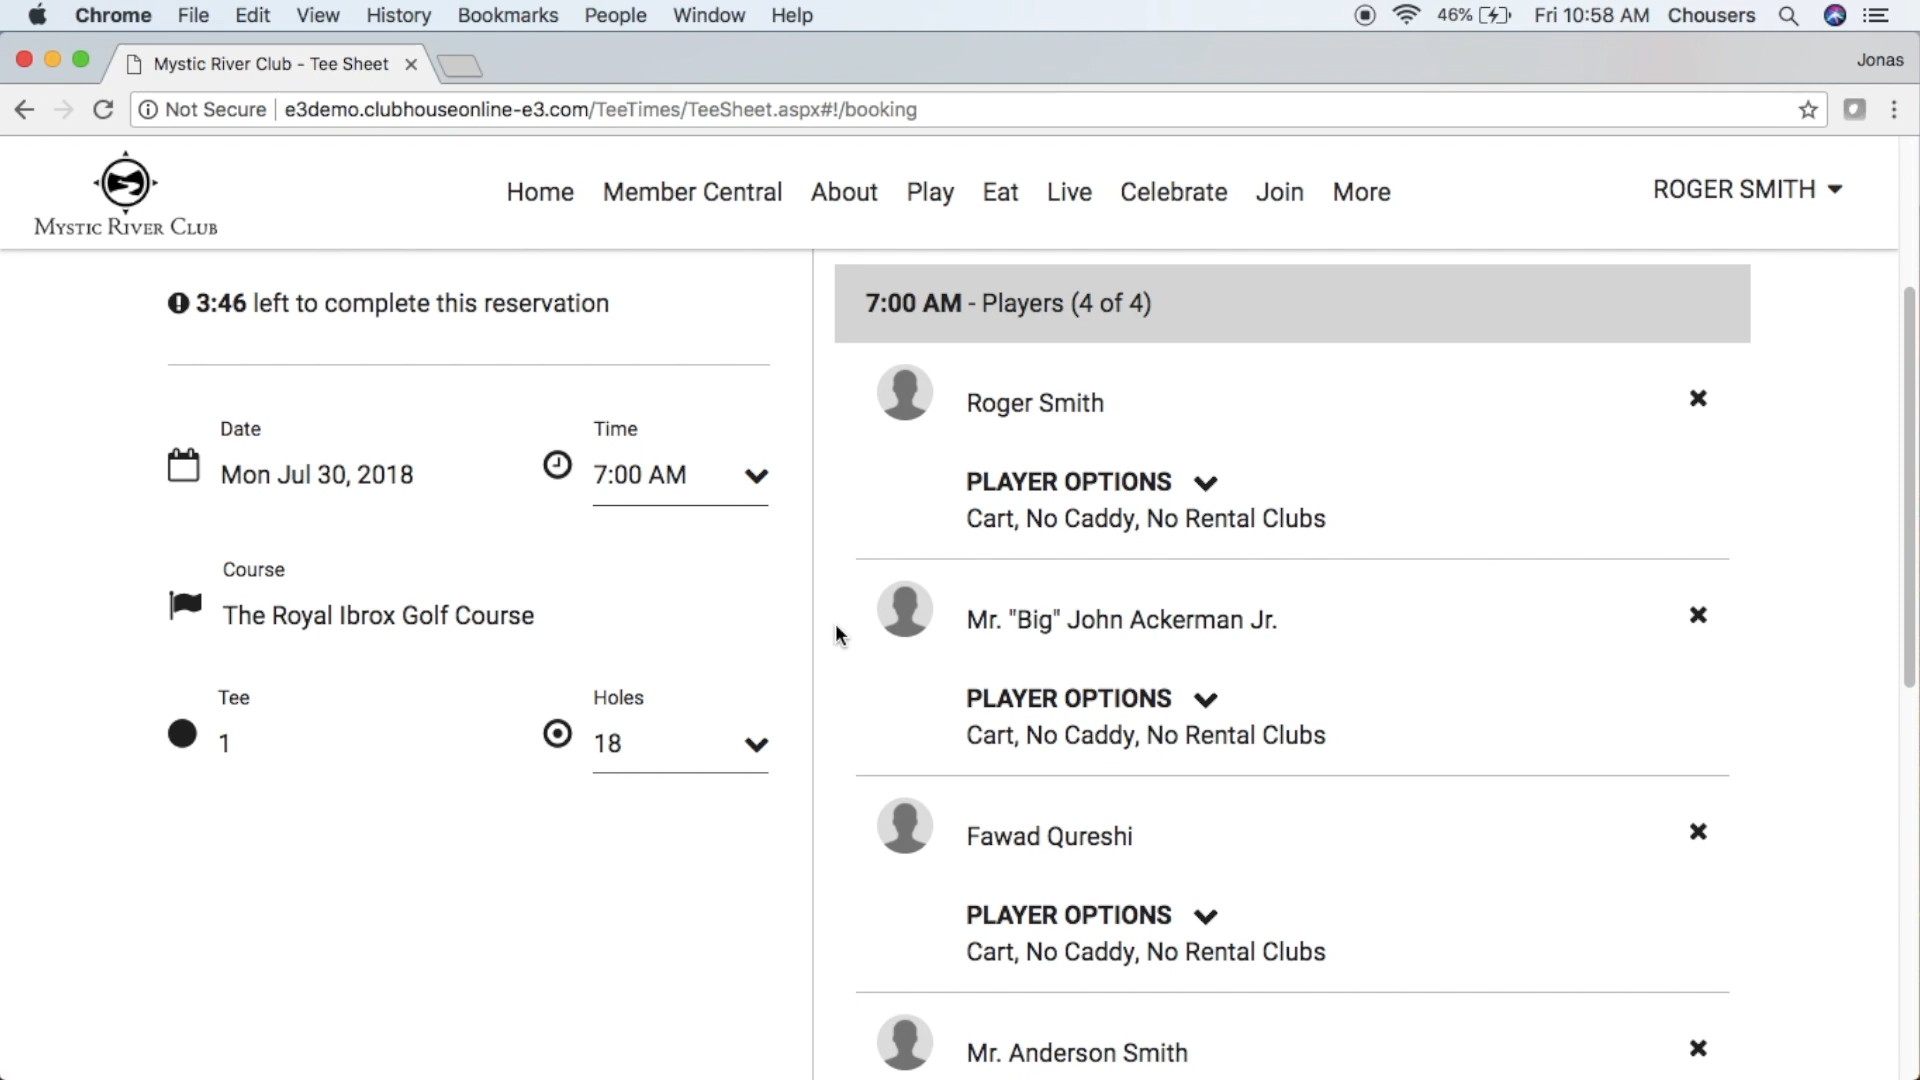 Chrome File Edit View History Bookmarks People Window Help 46% Fri 10:58 AM Chousers
Mystic River Club - Tee Sheet Jonas
Not Secure e3demo.clubhouseonline-e3.com/TeeTimes/TeeSheet.aspx#!/booking
MYSTIC RIVER CLUB
Home Member Central About Play Eat Live Celebrate Join More
ROGER SMITH
3:46 left to complete this reservation
Date Time
Mon Jul 30, 2018 7:00 AM
Course
The Royal Ibrox Golf Course
Tee Holes
1 18
7:00 AM - Players (4 of 4)
Roger Smith
PLAYER OPTIONS
Cart, No Caddy, No Rental Clubs
Mr. "Big" John Ackerman Jr.
PLAYER OPTIONS
Cart, No Caddy, No Rental Clubs
Fawad Qureshi
PLAYER OPTIONS
Cart, No Caddy, No Rental Clubs
Mr. Anderson Smith